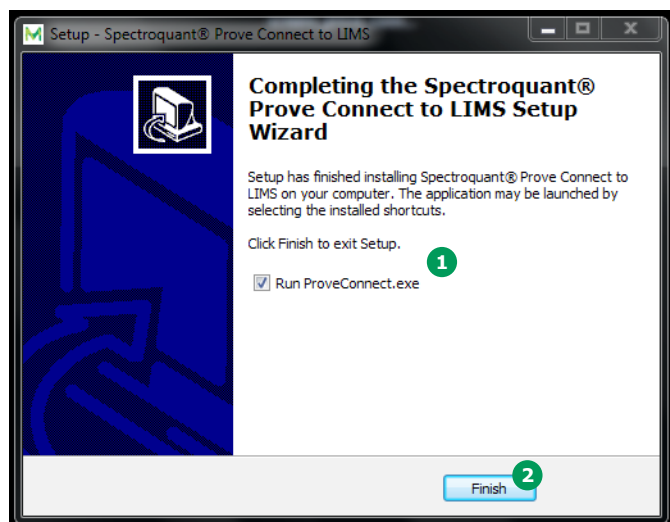 Setup - Spectroquant® Prove Connect to LIMS
Completing the Spectroquant®
Prove Connect to LIMS Setup
Wizard
Setup has finished installing Spectroquant® Prove Connect to
LIMS on your computer. The application may be launched by
selecting the installed shortcuts.
Click Finish to exit Setup.
1
Run ProveConnect.exe
2
Finish